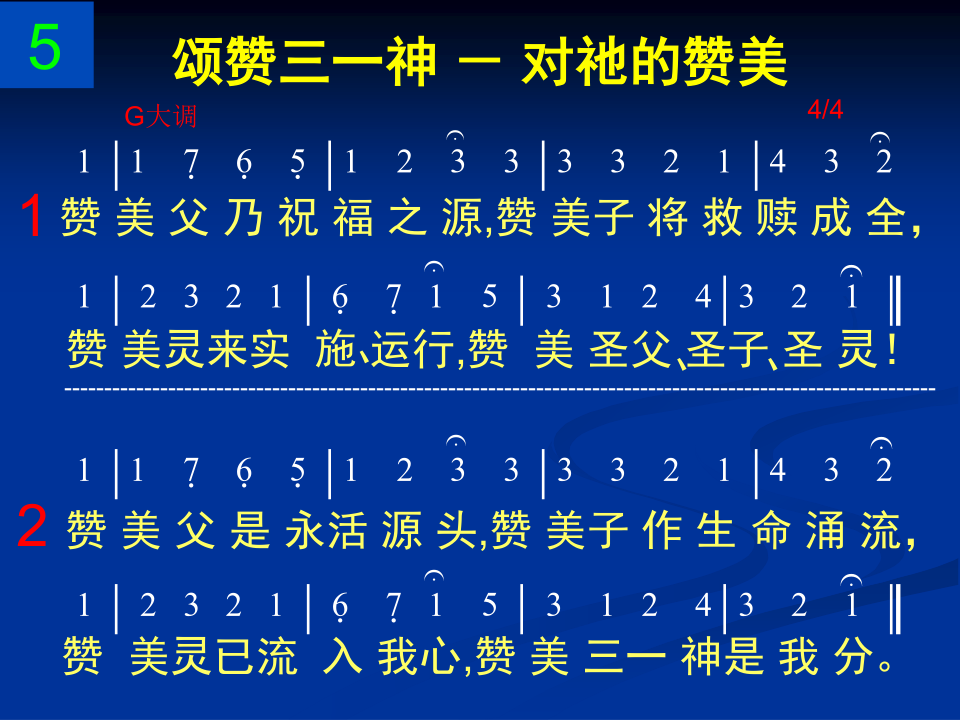 5
颂赞三一神 － 对祂的赞美
G大调 4/4
1 | 1 7̣ 6̣ 5̣ | 1 2 3 3 | 3 3 2 1 | 4 3 2
1 赞 美 父 乃 祝 福 之 源,赞 美子 将 救 赎 成 全，
1 | 2 3 2 1 | 6̣ 7̣ 1 5 | 3 1 2 4 | 3 2 1 ‖
赞 美灵来实 施、运行,赞 美 圣父、圣子、圣 灵！
1 | 1 7̣ 6̣ 5̣ | 1 2 3 3 | 3 3 2 1 | 4 3 2
2 赞 美 父 是 永活 源 头,赞 美子 作 生 命 涌 流，
1 | 2 3 2 1 | 6̣ 7̣ 1 5 | 3 1 2 4 | 3 2 1 ‖
赞 美灵已流 入 我心,赞 美 三一 神是 我 分。